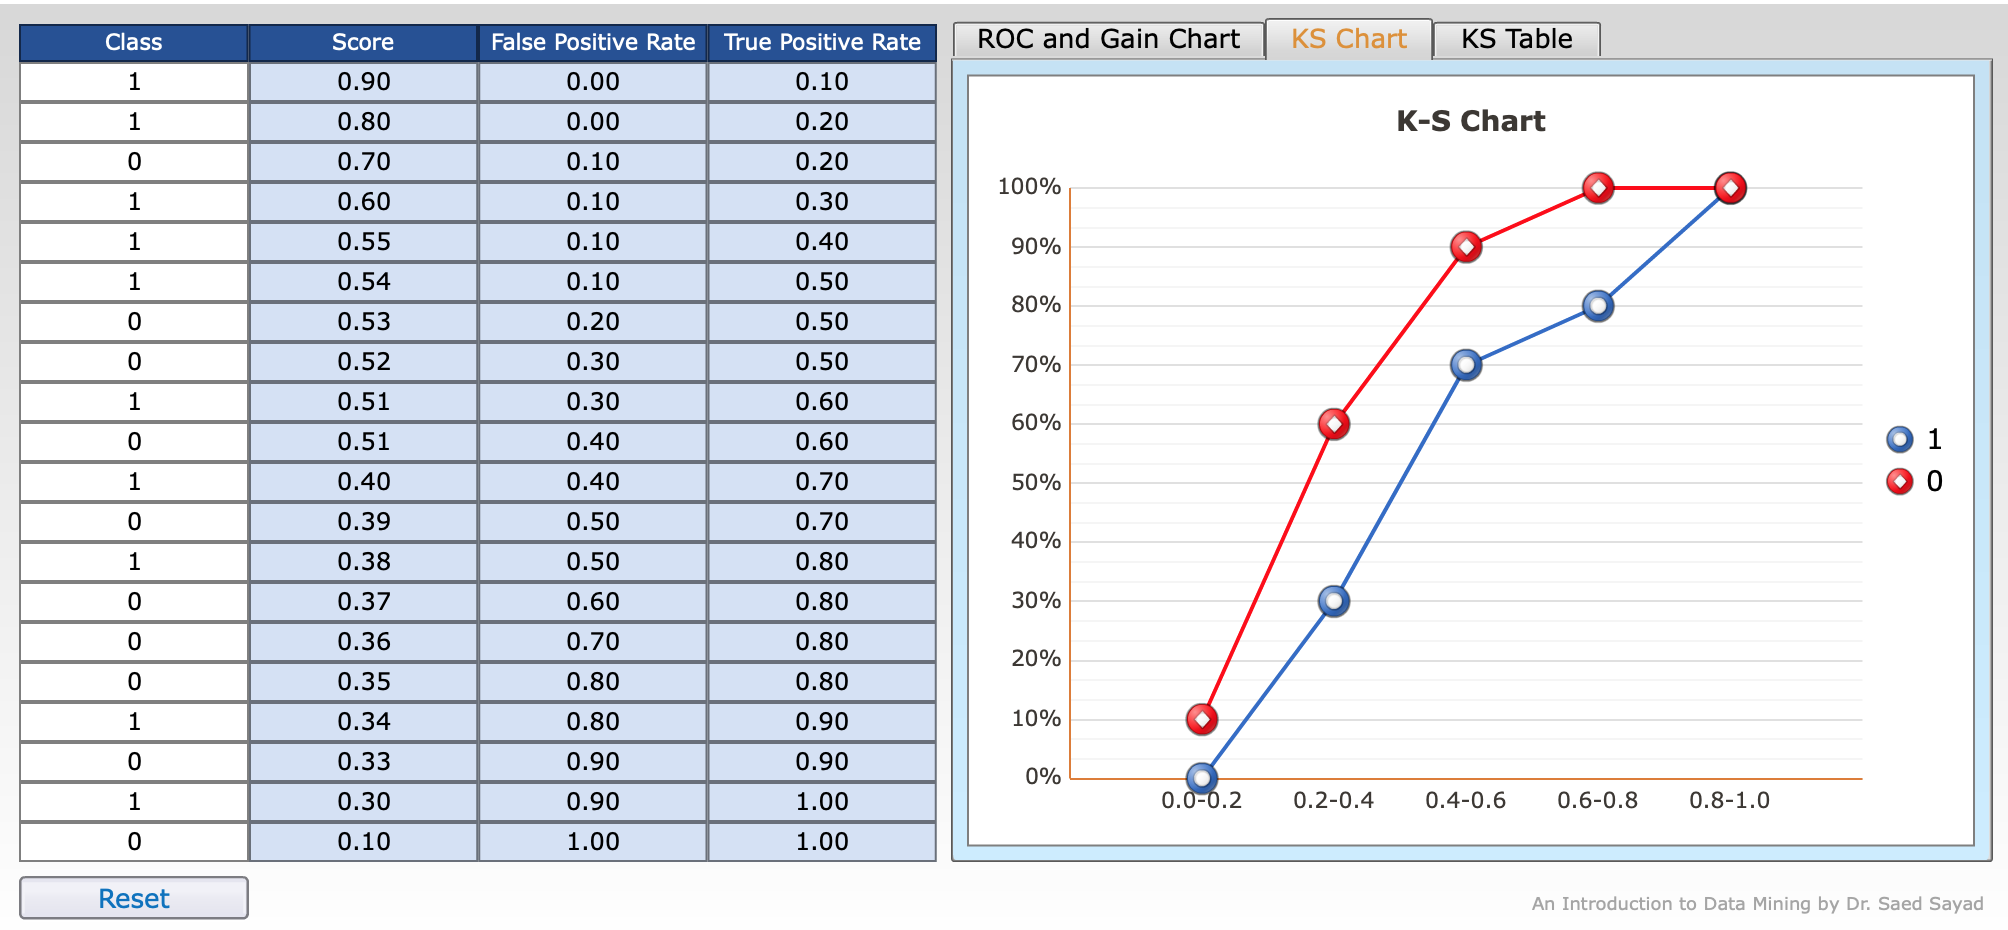 Class Score False Positive Rate True Positive Rate
1 0.90 0.00 0.10
1 0.80 0.00 0.20
0 0.70 0.10 0.20
1 0.60 0.10 0.30
1 0.55 0.10 0.40
1 0.54 0.10 0.50
0 0.53 0.20 0.50
0 0.52 0.30 0.50
1 0.51 0.30 0.60
0 0.51 0.40 0.60
1 0.40 0.40 0.70
0 0.39 0.50 0.70
1 0.38 0.50 0.80
0 0.37 0.60 0.80
0 0.36 0.70 0.80
0 0.35 0.80 0.80
1 0.34 0.80 0.90
0 0.33 0.90 0.90
1 0.30 0.90 1.00
0 0.10 1.00 1.00
Reset
ROC and Gain Chart KS Chart KS Table
K-S Chart
100%
90%
80%
70%
60%
50%
40%
30%
20%
10%
0%
0.0-0.2 0.2-0.4 0.4-0.6 0.6-0.8 0.8-1.0
1
0
An Introduction to Data Mining by Dr. Saed Sayad